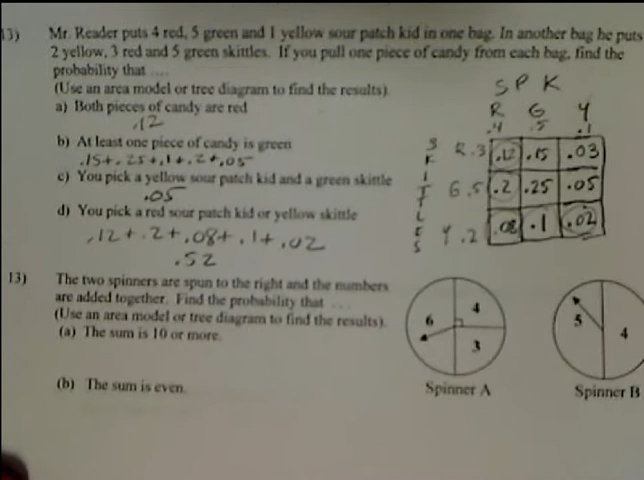 13) Mr. Reader puts 4 red, 5 green and 1 yellow sour patch kid in one bag. In another bag he puts
2 yellow, 3 red and 5 green skittles. If you pull one piece of candy from each bag, find the
probability that ....
(Use an area model or tree diagram to find the results)
a) Both pieces of candy are red
.12
b) At least one piece of candy is green
.15+.25+.1+.2+.05
c) You pick a yellow sour patch kid and a green skittle
.05
d) You pick a red sour patch kid or yellow skittle
.12+.2+.08+.1+.02
.52
SPK
R G Y
.4 .5 .1
SKITTLES
R .3 .12 .15 .03
G .5 .2 .25 .05
Y .2 .08 .1 .02
13) The two spinners are spun to the right and the numbers
are added together. Find the probability that ...
(Use an area model or tree diagram to find the results).
(a) The sum is 10 or more.
(b) The sum is even.
6 4 3
Spinner A
5 4
Spinner B